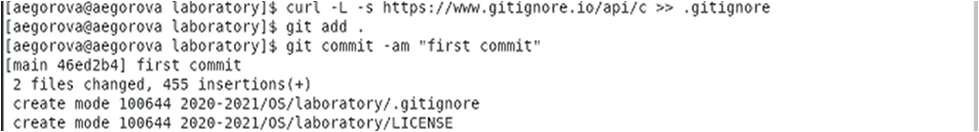 [aegorova@aegorova laboratory]$ curl -L -s https://www.gitignore.io/api/c >> .gitignore
[aegorova@aegorova laboratory]$ git add .
[aegorova@aegorova laboratory]$ git commit -am "first commit"
[main 46ed2b4] first commit
 2 files changed, 455 insertions(+)
 create mode 100644 2020-2021/OS/laboratory/.gitignore
 create mode 100644 2020-2021/OS/laboratory/LICENSE